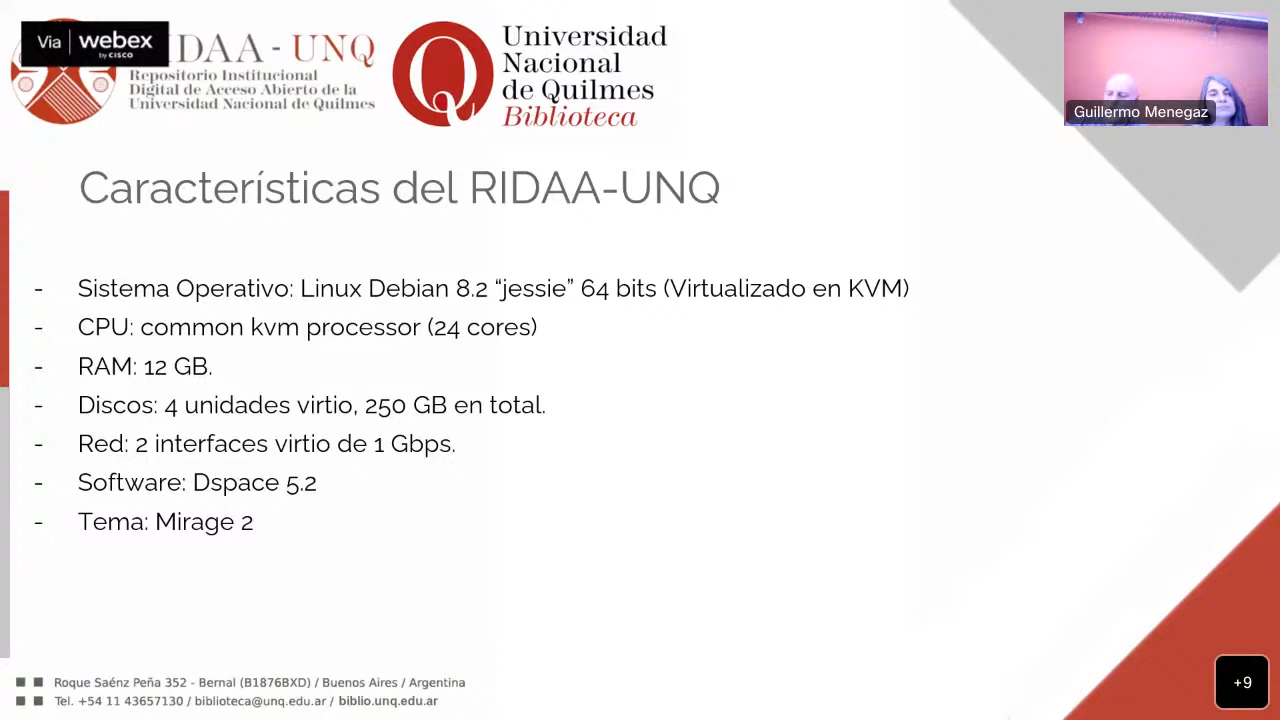 Via webex
by CISCO
IDAA - UNQ
Repositorio Institucional
Digital de Acceso Abierto de la
Universidad Nacional de Quilmes
Universidad
Nacional
de Quilmes
Biblioteca
Guillermo Menegaz
Características del RIDAA-UNQ
- Sistema Operativo: Linux Debian 8.2 “jessie” 64 bits (Virtualizado en KVM)
- CPU: common kvm processor (24 cores)
- RAM: 12 GB.
- Discos: 4 unidades virtio, 250 GB en total.
- Red: 2 interfaces virtio de 1 Gbps.
- Software: Dspace 5.2
- Tema: Mirage 2
Roque Saénz Peña 352 - Bernal (B1876BXD) / Buenos Aires / Argentina
Tel. +54 11 43657130 / biblioteca@unq.edu.ar / biblio.unq.edu.ar
+9